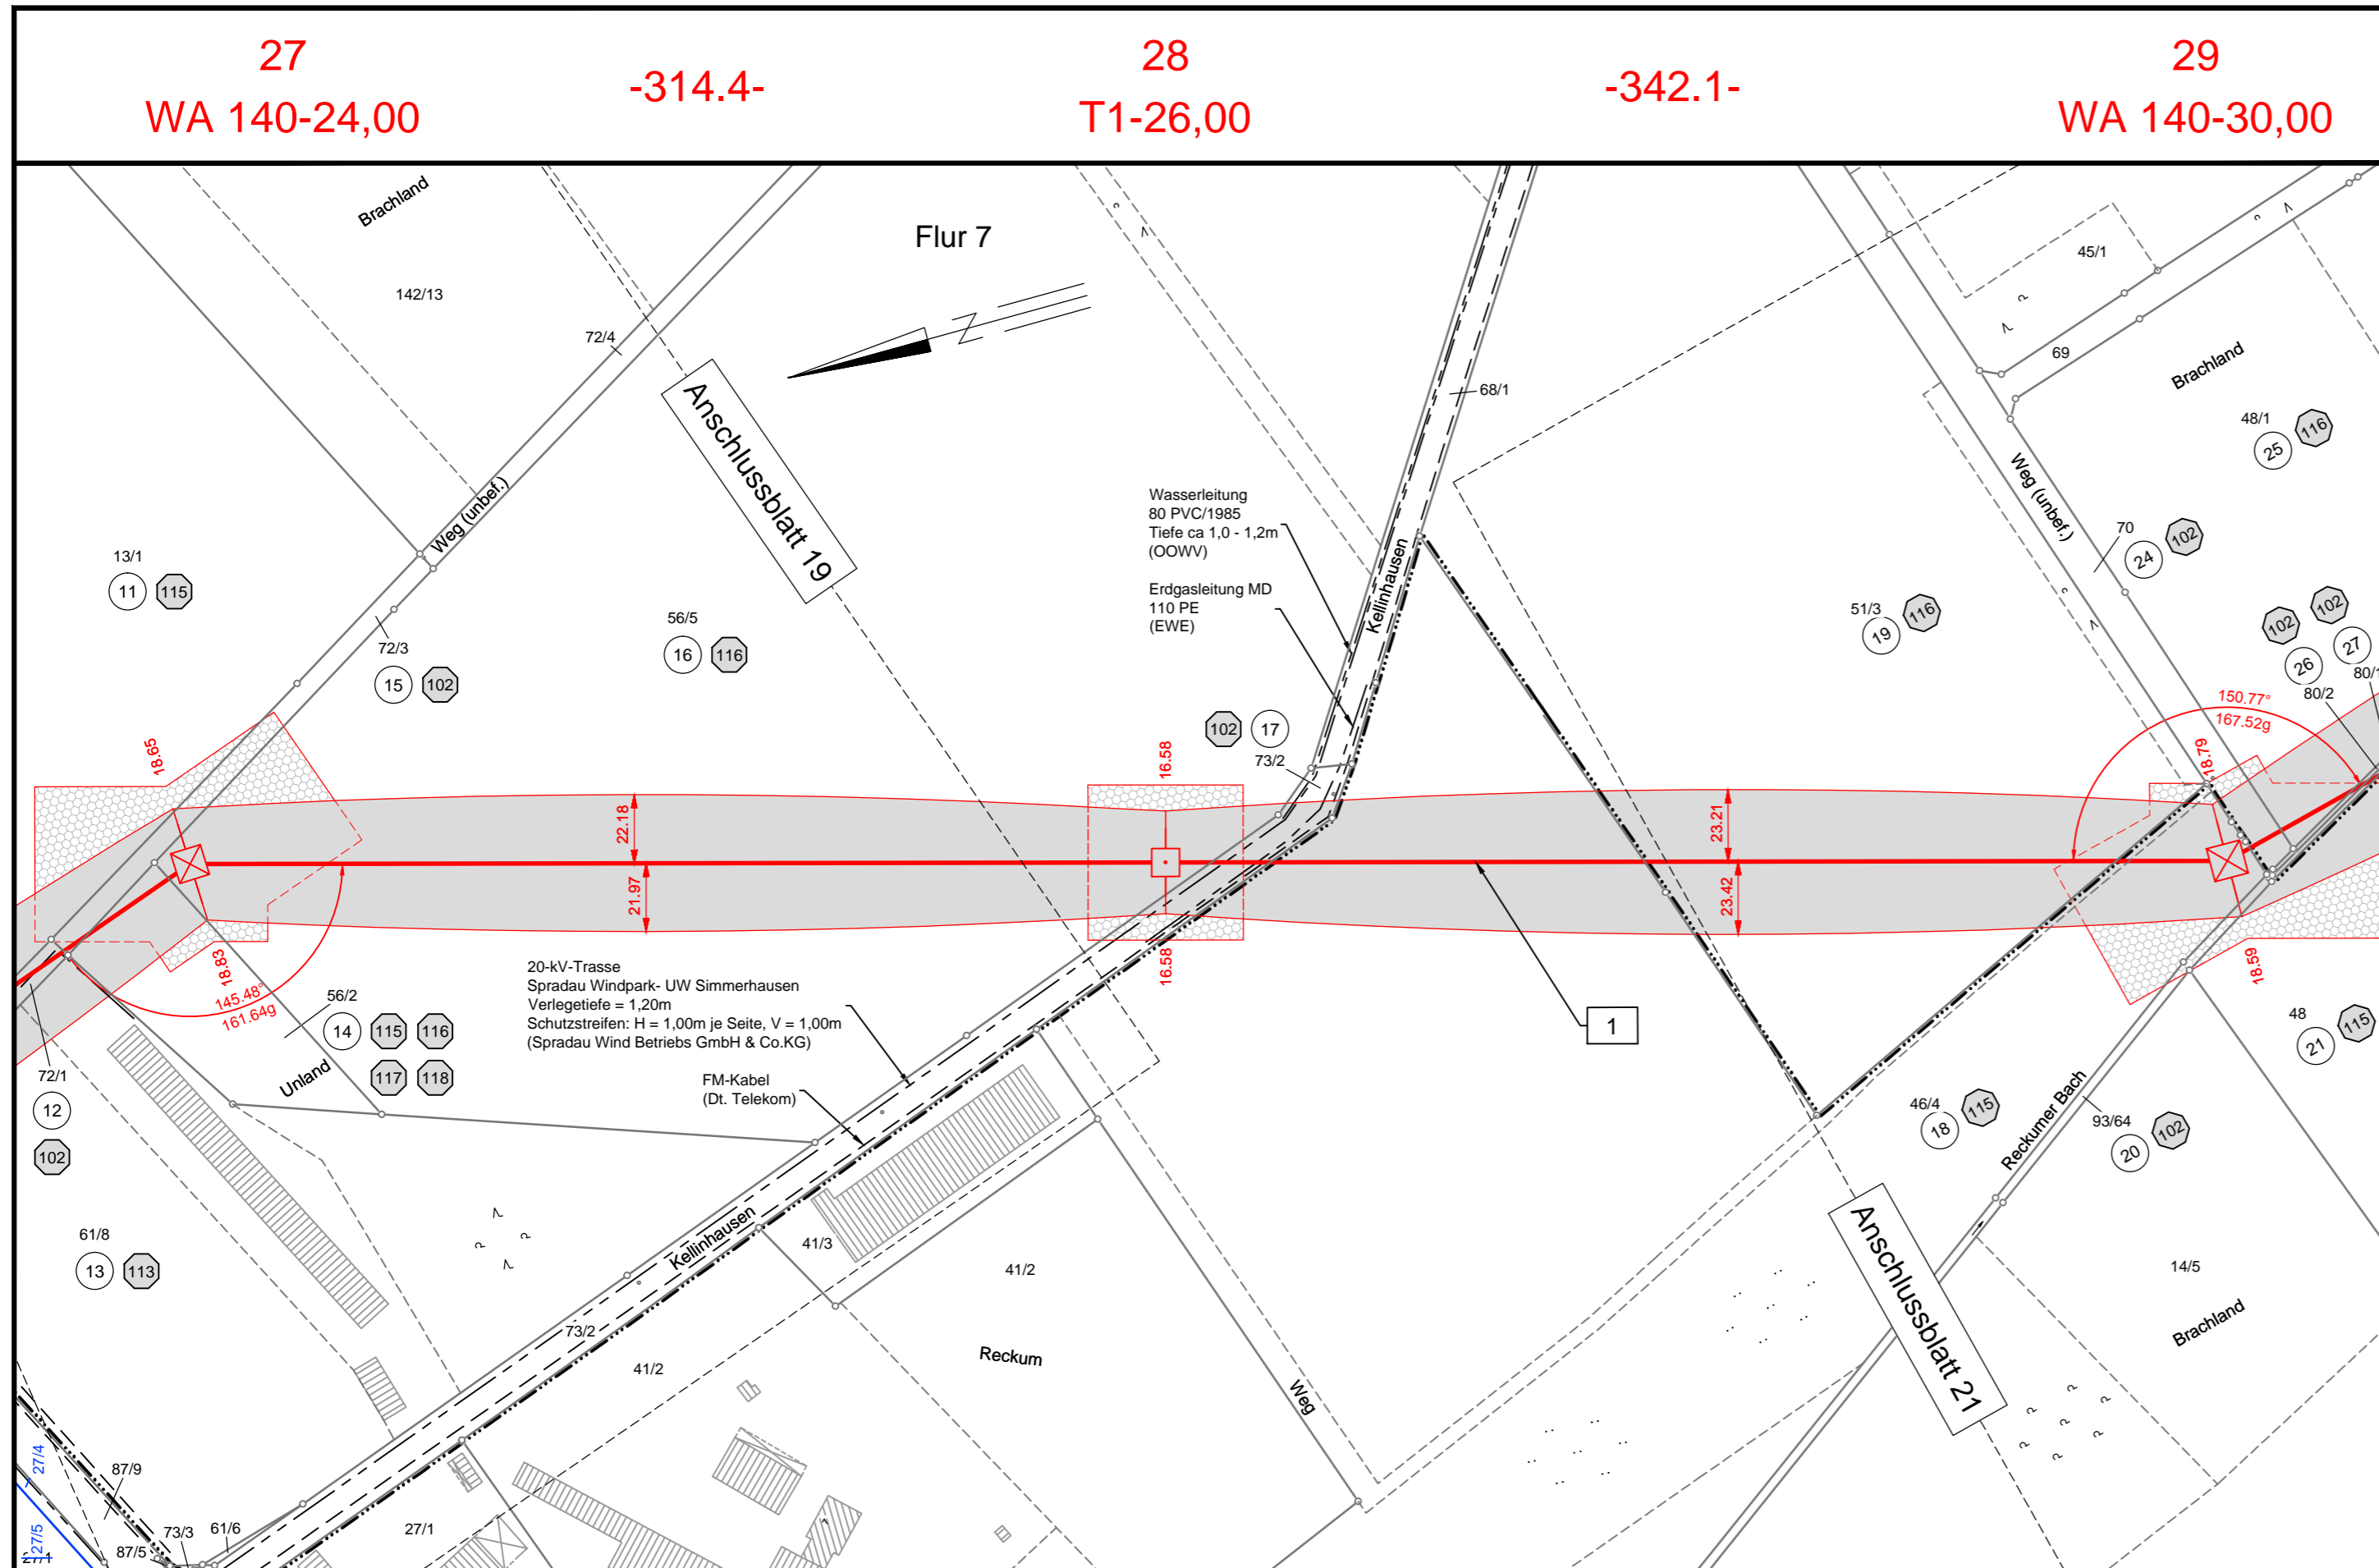 27
WA 140-24,00
-314.4-
28
T1-26,00
-342.1-
29
WA 140-30,00
Brachland
142/13
72/4
Flur 7
N
Anschlussblatt 19
68/1
45/1
69
Brachland
48/1
25
116
Weg (unbef.)
Weg (unbef.)
70
24
102
13/1
11
115
72/3
15
102
56/5
16
116
Wasserleitung
80 PVC/1985
Tiefe ca 1,0 - 1,2m
(OOWV)
Erdgasleitung MD
110 PE
(EWE)
Kellinhausen
51/3
19
116
102
102
26
27
80/2
80/1
150.77°
167.52g
102
17
73/2
18.65
16.58
18.79
22.18
21.97
23.21
23.42
18.83
16.58
18.59
145.48°
161.64g
72/1
12
102
56/2
14
115
116
117
118
Unland
20-kV-Trasse
Spradau Windpark- UW Simmerhausen
Verlegetiefe = 1,20m
Schutzstreifen: H = 1,00m je Seite, V = 1,00m
(Spradau Wind Betriebs GmbH & Co.KG)
FM-Kabel
(Dt. Telekom)
1
48
21
115
46/4
18
115
Reckumer Bach
93/64
20
102
61/8
13
113
Kellinhausen
41/3
41/2
73/2
41/2
Reckum
Weg
Anschlussblatt 21
14/5
Brachland
27/4
87/9
27/5
27/1
87/5
73/3
61/6
27/1